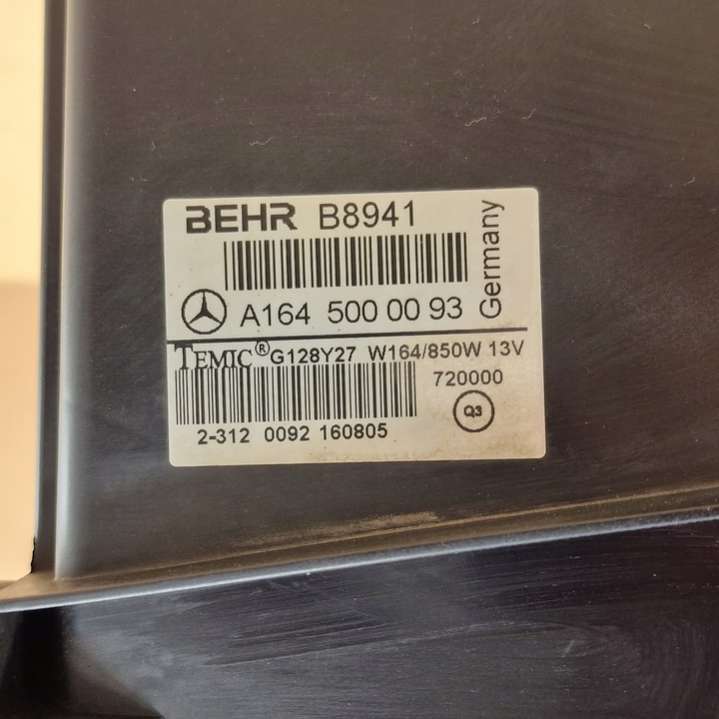 BEHR B8941
A164 500 00 93
Germany
TEMIC® G128Y27 W164/850W 13V
720000
Q3
2-312 0092 160805